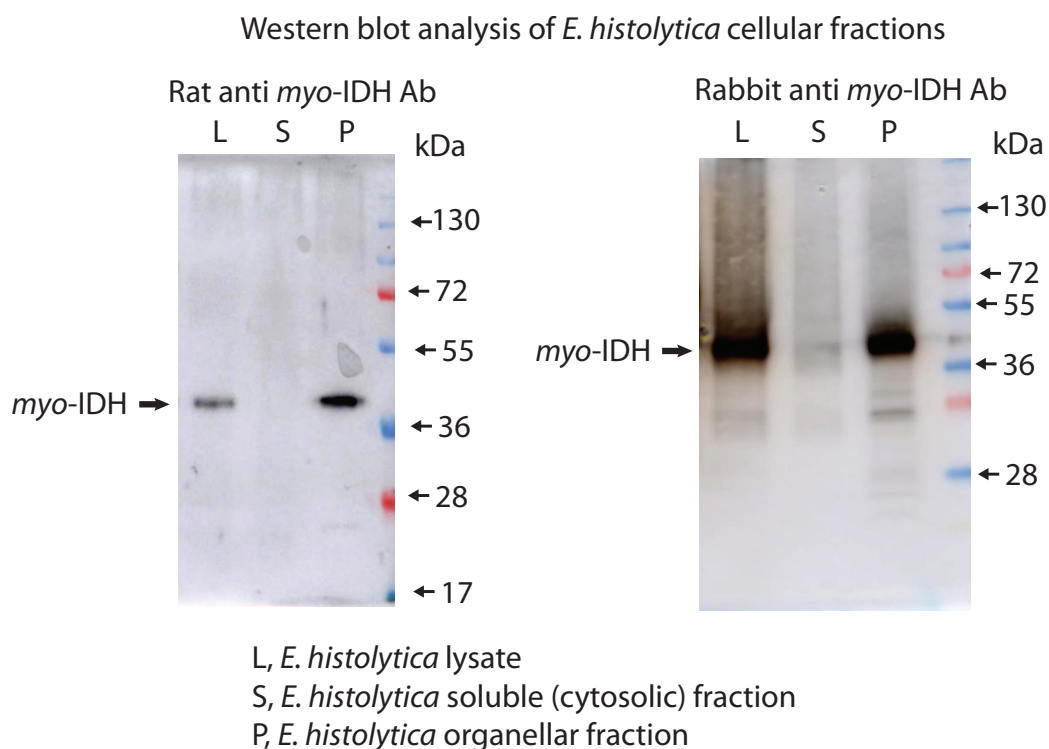 Western blot analysis of E. histolytica cellular fractions
Rat anti myo-IDH Ab
L S P
kDa
130
72
55
myo-IDH
36
28
17
Rabbit anti myo-IDH Ab
L S P
kDa
130
72
55
myo-IDH
36
28
L, E. histolytica lysate
S, E. histolytica soluble (cytosolic) fraction
P, E. histolytica organellar fraction